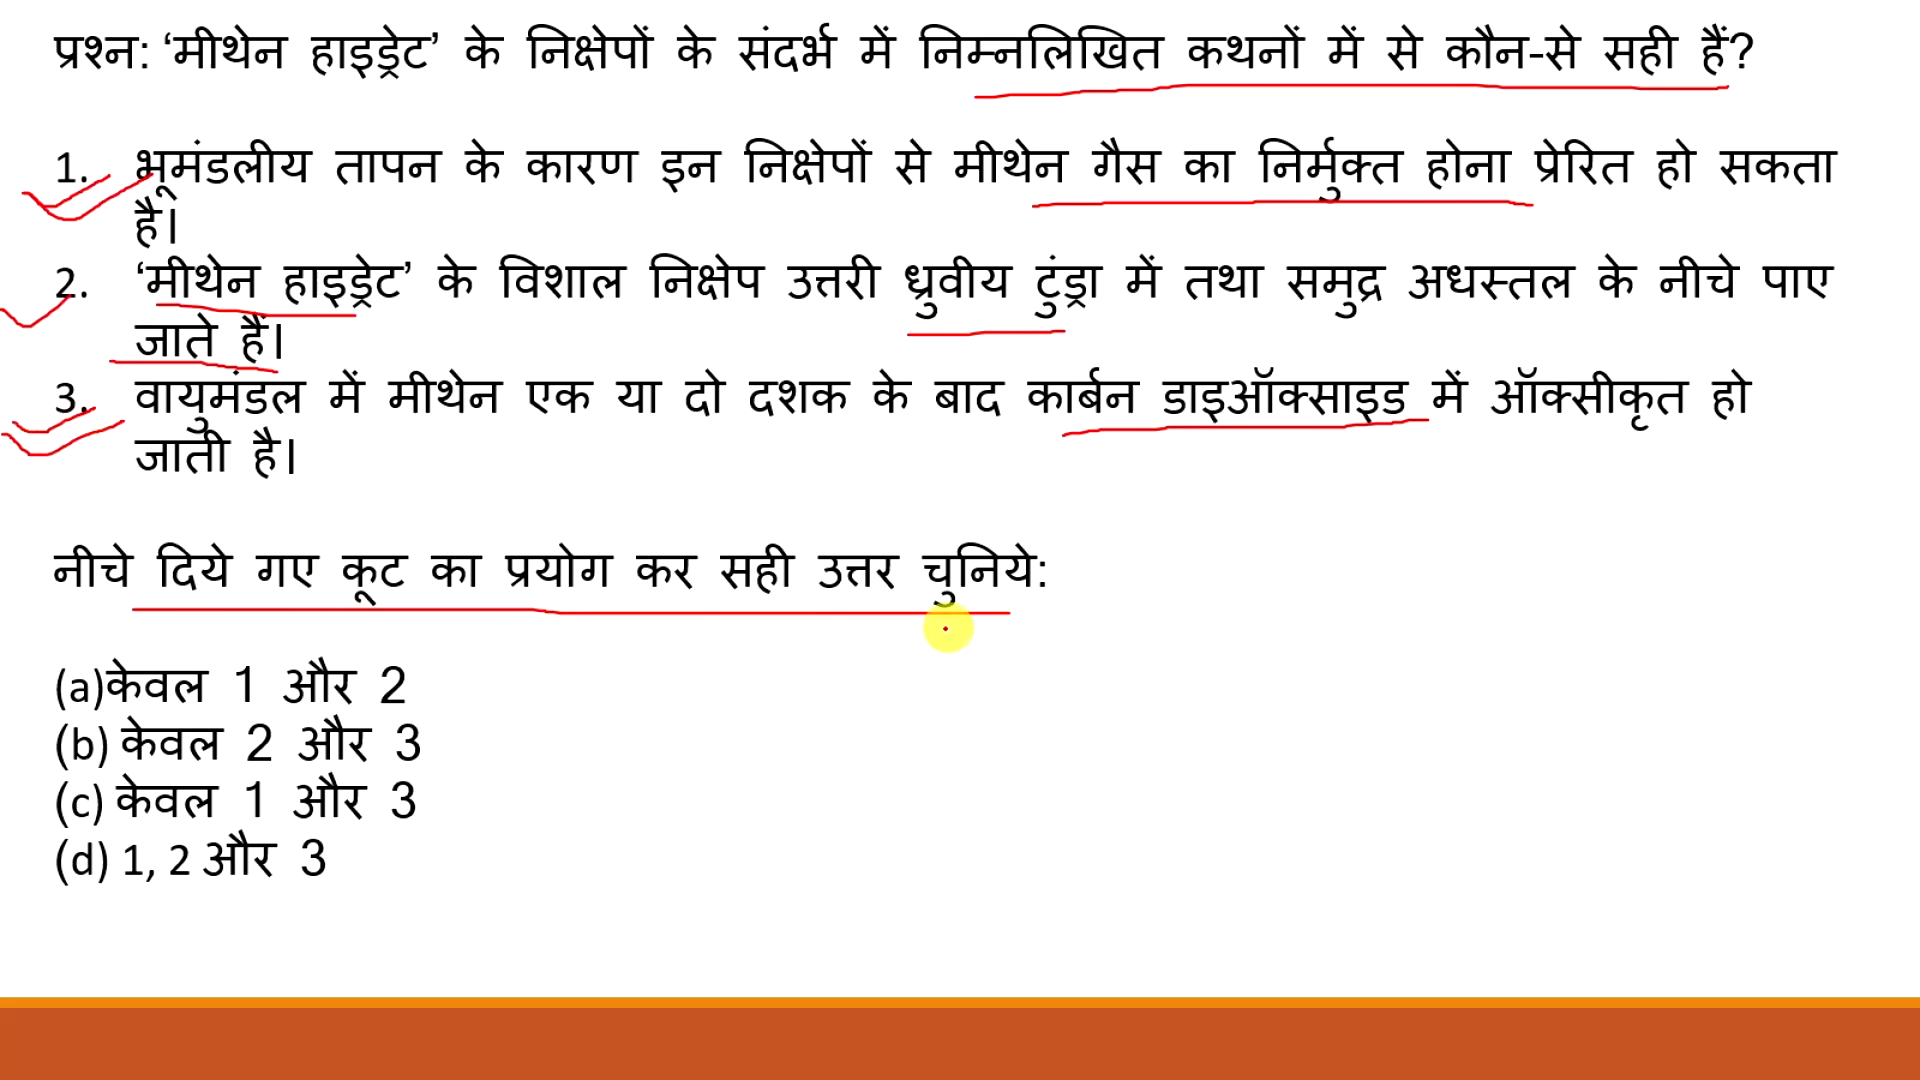 प्रश्न: ‘मीथेन हाइड्रेट’ के निक्षेपों के संदर्भ में निम्नलिखित कथनों में से कौन-से सही हैं?
1. भूमंडलीय तापन के कारण इन निक्षेपों से मीथेन गैस का निर्मुक्त होना प्रेरित हो सकता
है।
2. ‘मीथेन हाइड्रेट’ के विशाल निक्षेप उत्तरी ध्रुवीय टुंड्रा में तथा समुद्र अधस्तल के नीचे पाए
जाते हैं।
3. वायुमंडल में मीथेन एक या दो दशक के बाद कार्बन डाइऑक्साइड में ऑक्सीकृत हो
जाती है।
नीचे दिये गए कूट का प्रयोग कर सही उत्तर चुनिये:
(a)केवल 1 और 2
(b) केवल 2 और 3
(c) केवल 1 और 3
(d) 1, 2 और 3